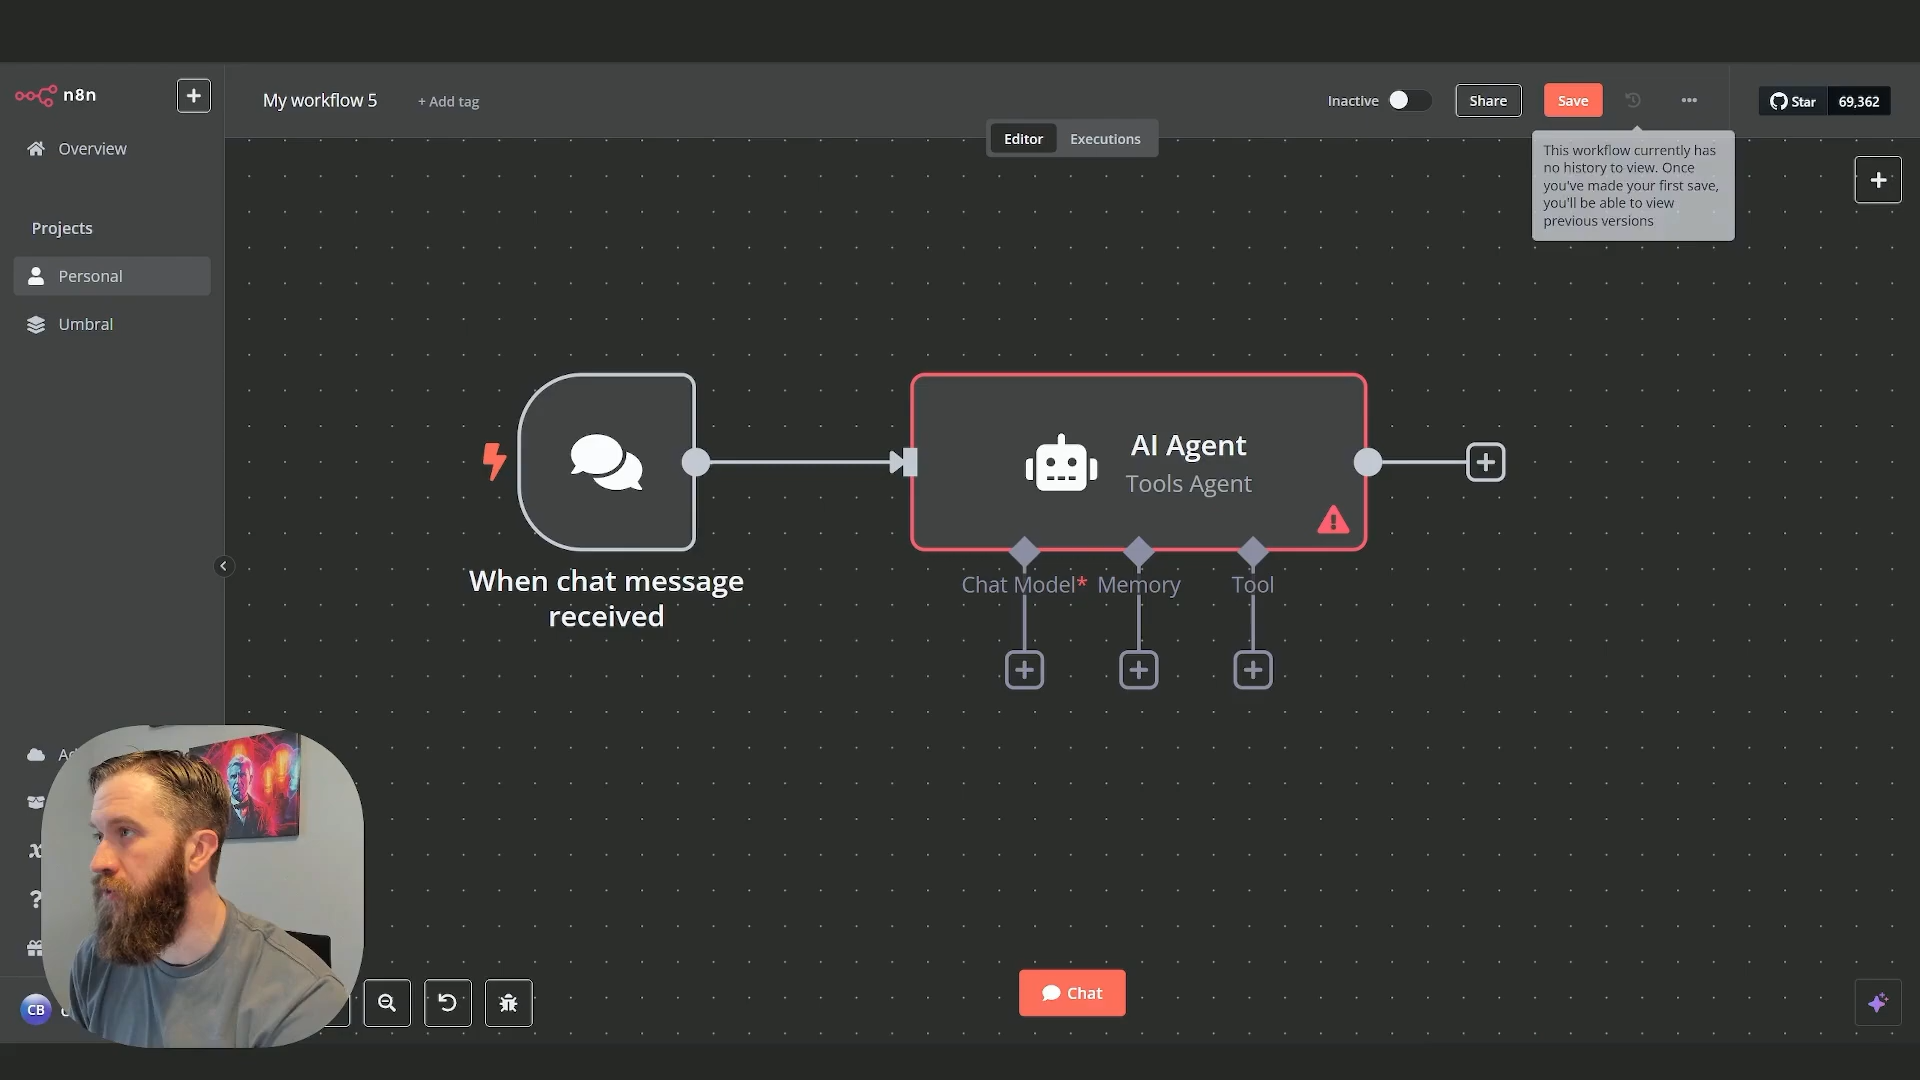 n8n
My workflow 5
+ Add tag
Inactive
Share
Save
Star
69,362
Editor
Executions
This workflow currently has
no history to view. Once
you've made your first save,
you'll be able to view
previous versions
Overview
Projects
Personal
Umbral
AI Agent
Tools Agent
When chat message
received
Chat Model*
Memory
Tool
CB
Chat